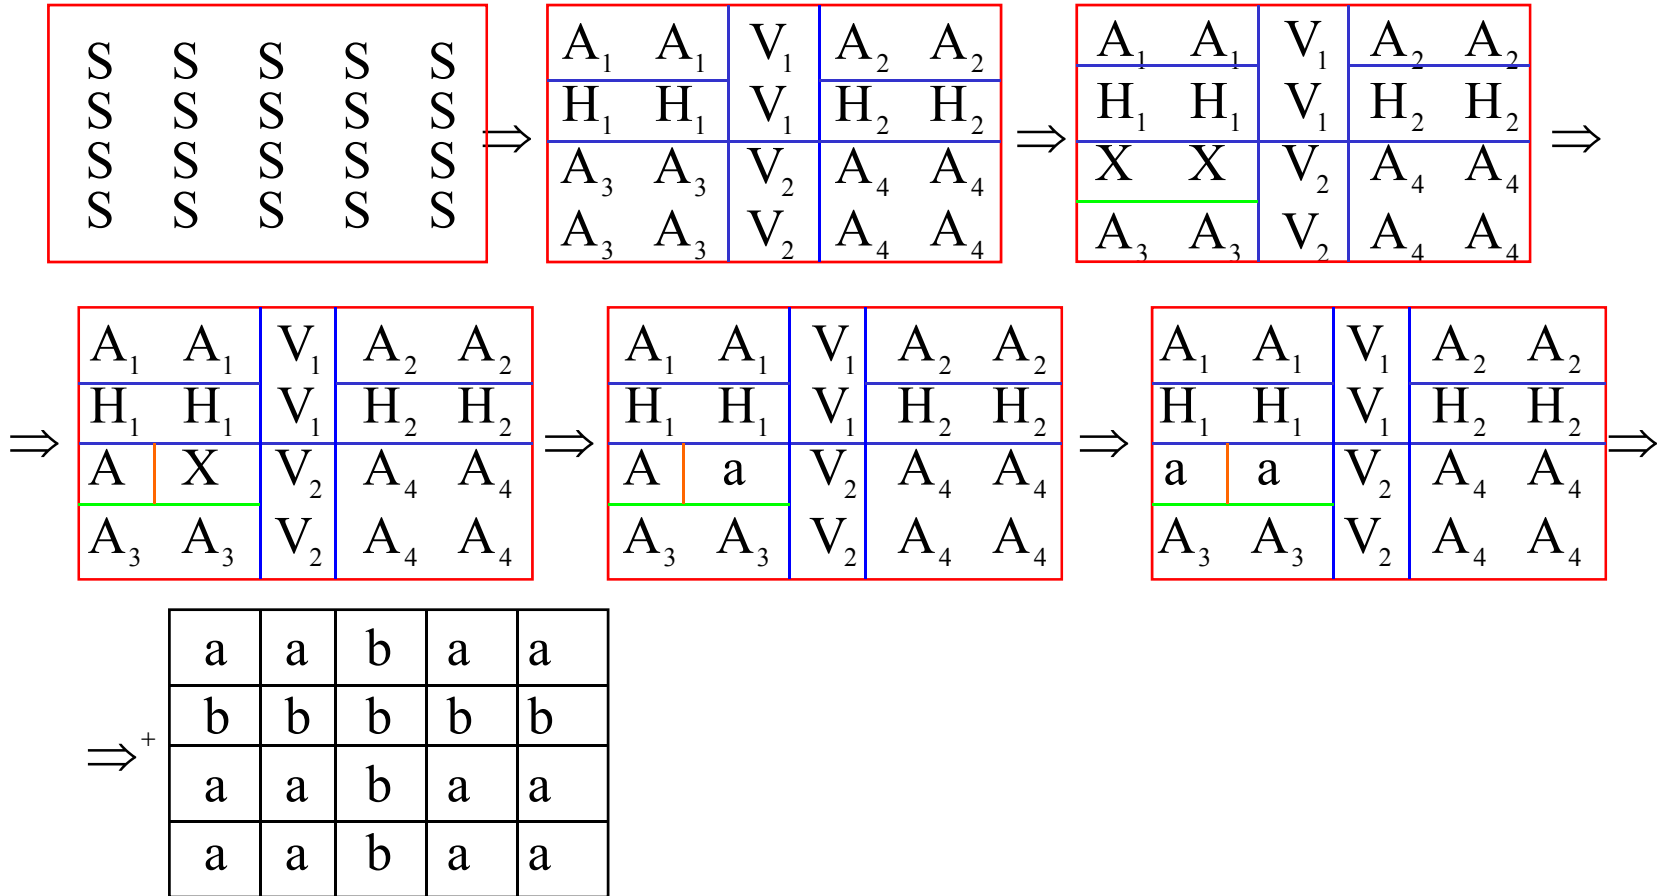 S S S S S
S S S S S
S S S S S
S S S S S
⇒
A₁ A₁ V₁ A₂ A₂
H₁ H₁ V₁ H₂ H₂
A₃ A₃ V₂ A₄ A₄
A₃ A₃ V₂ A₄ A₄
⇒
A₁ A₁ V₁ A₂ A₂
H₁ H₁ V₁ H₂ H₂
X X V₂ A₄ A₄
A₃ A₃ V₂ A₄ A₄
⇒
⇒
A₁ A₁ V₁ A₂ A₂
H₁ H₁ V₁ H₂ H₂
A X V₂ A₄ A₄
A₃ A₃ V₂ A₄ A₄
⇒
A₁ A₁ V₁ A₂ A₂
H₁ H₁ V₁ H₂ H₂
A a V₂ A₄ A₄
A₃ A₃ V₂ A₄ A₄
⇒
A₁ A₁ V₁ A₂ A₂
H₁ H₁ V₁ H₂ H₂
a a V₂ A₄ A₄
A₃ A₃ V₂ A₄ A₄
⇒
⇒⁺
a a b a a
b b b b b
a a b a a
a a b a a